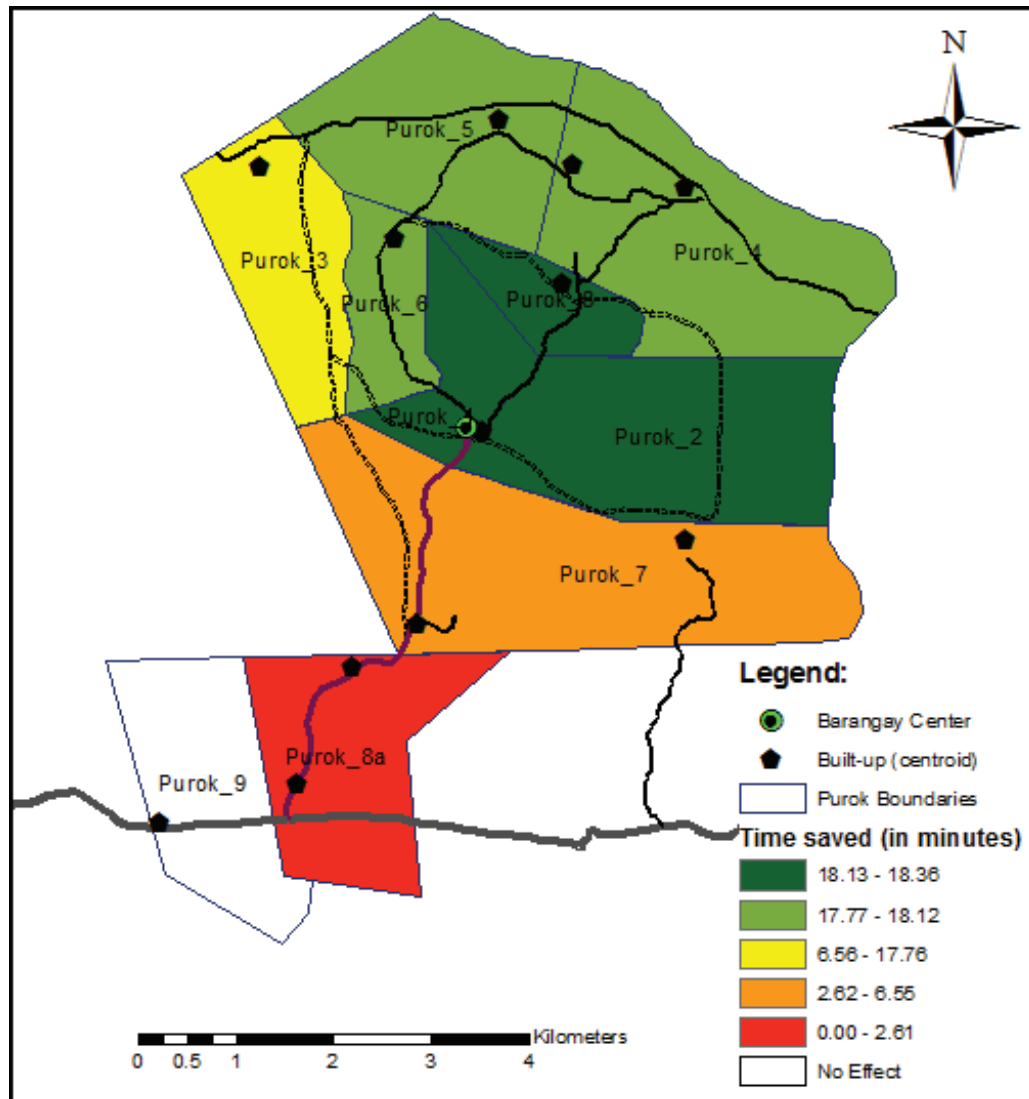 N
Purok_5
Purok_3
Purok_4
Purok_6
Purok_2
Purok_7
Purok_8a
Purok_9
Legend:
Barangay Center
Built-up (centroid)
Purok Boundaries
Time saved (in minutes)
18.13 - 18.36
17.77 - 18.12
6.56 - 17.76
2.62 - 6.55
0.00 - 2.61
No Effect
Kilometers
0 0.5 1 2 3 4